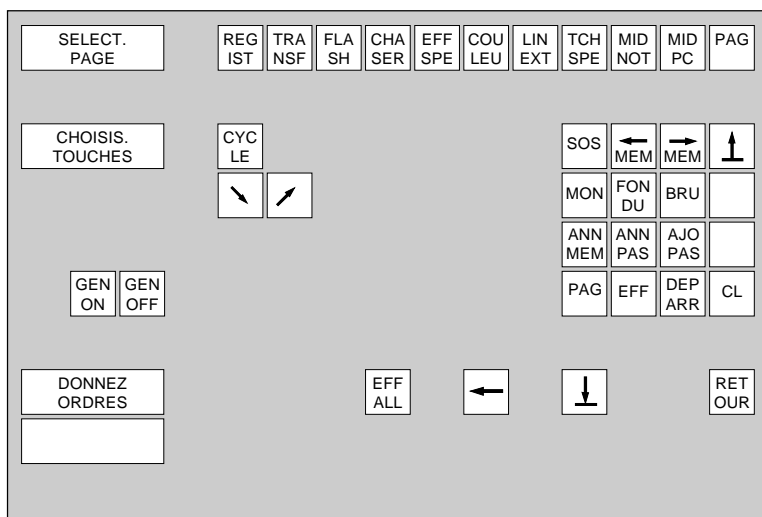 SELECT.
PAGE
REG
IST
TRA
NSF
FLA
SH
CHA
SER
EFF
SPE
COU
LEU
LIN
EXT
TCH
SPE
MID
NOT
MID
PC
PAG
CHOISIS.
TOUCHES
CYC
LE
SOS
MEM
MEM
MON
FON
DU
BRU
ANN
MEM
ANN
PAS
AJO
PAS
GEN
ON
GEN
OFF
PAG
EFF
DEP
ARR
CL
DONNEZ
ORDRES
EFF
ALL
RET
OUR